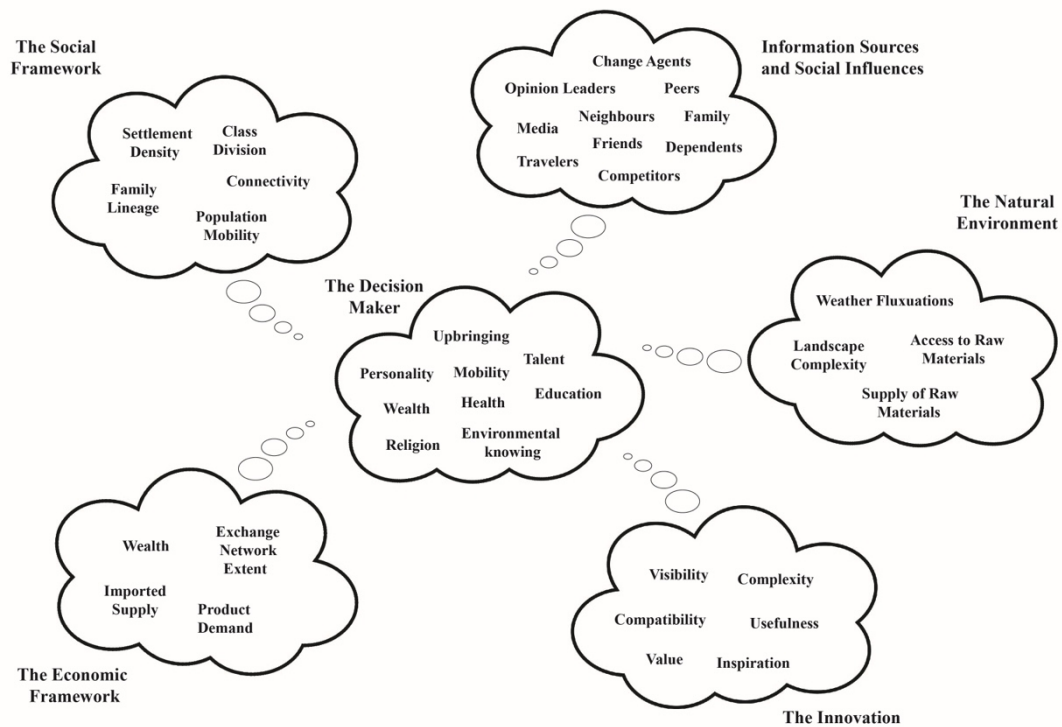 The Social
Framework
Settlement
Density
Class
Division
Family
Lineage
Connectivity
Population
Mobility
Information Sources
and Social Influences
Change Agents
Opinion Leaders
Peers
Neighbours
Family
Media
Friends
Dependents
Travelers
Competitors
The Natural
Environment
Weather Fluxuations
Landscape
Complexity
Access to Raw
Materials
Supply of Raw
Materials
The Decision
Maker
Upbringing
Talent
Personality
Mobility
Education
Wealth
Health
Religion
Environmental
knowing
Wealth
Exchange
Network
Extent
Imported
Supply
Product
Demand
The Economic
Framework
Visibility
Complexity
Compatibility
Usefulness
Value
Inspiration
The Innovation